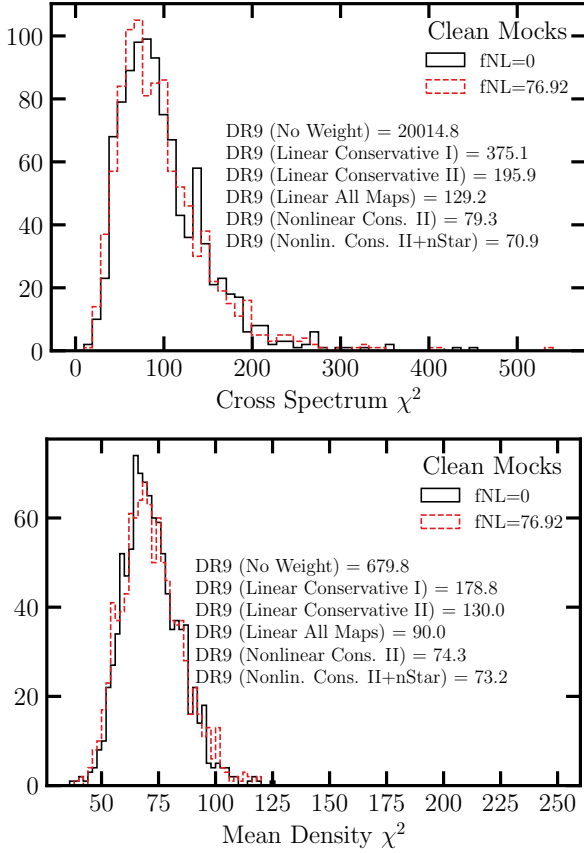 100
80
60
40
20
0
Clean Mocks
fNL=0
fNL=76.92
DR9 (No Weight) = 20014.8
DR9 (Linear Conservative I) = 375.1
DR9 (Linear Conservative II) = 195.9
DR9 (Linear All Maps) = 129.2
DR9 (Nonlinear Cons. II) = 79.3
DR9 (Nonlin. Cons. II+nStar) = 70.9
0 100 200 300 400 500
Cross Spectrum χ²
60
40
20
0
Clean Mocks
fNL=0
fNL=76.92
DR9 (No Weight) = 679.8
DR9 (Linear Conservative I) = 178.8
DR9 (Linear Conservative II) = 130.0
DR9 (Linear All Maps) = 90.0
DR9 (Nonlinear Cons. II) = 74.3
DR9 (Nonlin. Cons. II+nStar) = 73.2
50 75 100 125 150 175 200 225 250
Mean Density χ²